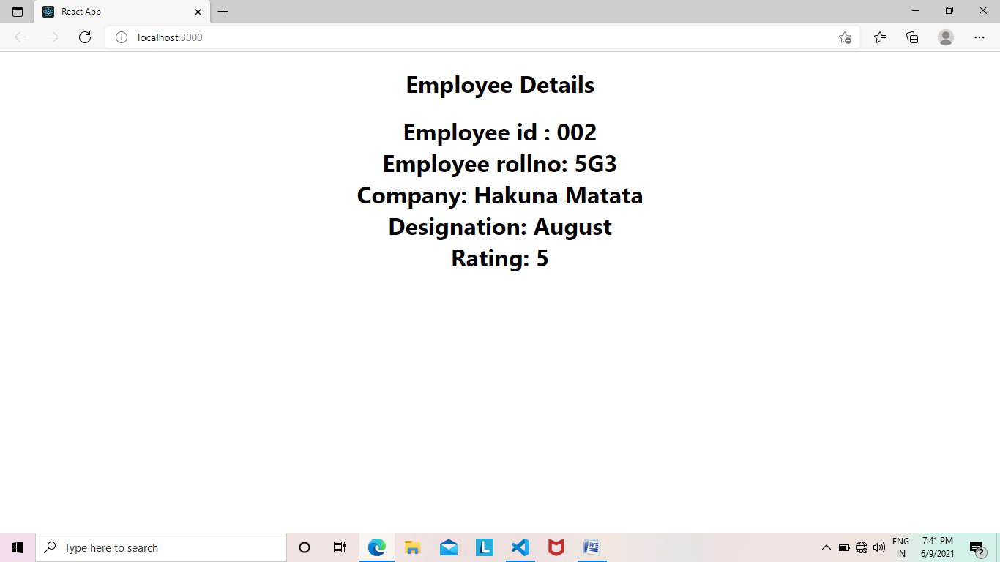 React App
localhost:3000
Employee Details
Employee id : 002
Employee rollno: 5G3
Company: Hakuna Matata
Designation: August
Rating: 5
Type here to search
L
W
ENG
IN
7:41 PM
6/9/2021
2